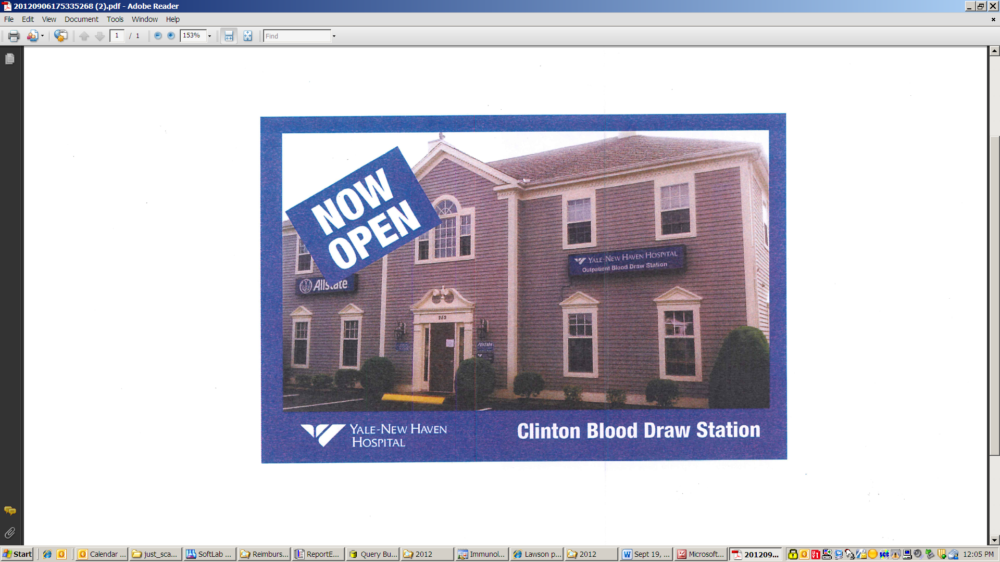 20120906175335268 (2).pdf - Adobe Reader
File Edit View Document Tools Window Help
1 / 1 153% Find
NOW
OPEN
Allstate
YALE-NEW HAVEN HOSPITAL
Outpatient Blood Draw Station
252
Allstate
YALE-NEW HAVEN
HOSPITAL
Clinton Blood Draw Station
Start Calendar ... just_sca... SoftLab ... Reimburs... ReportE... Query Bu... 2012 Immunol... Lawson p... 2012 Sept 19, ... Microsoft... 201209... 12:05 PM